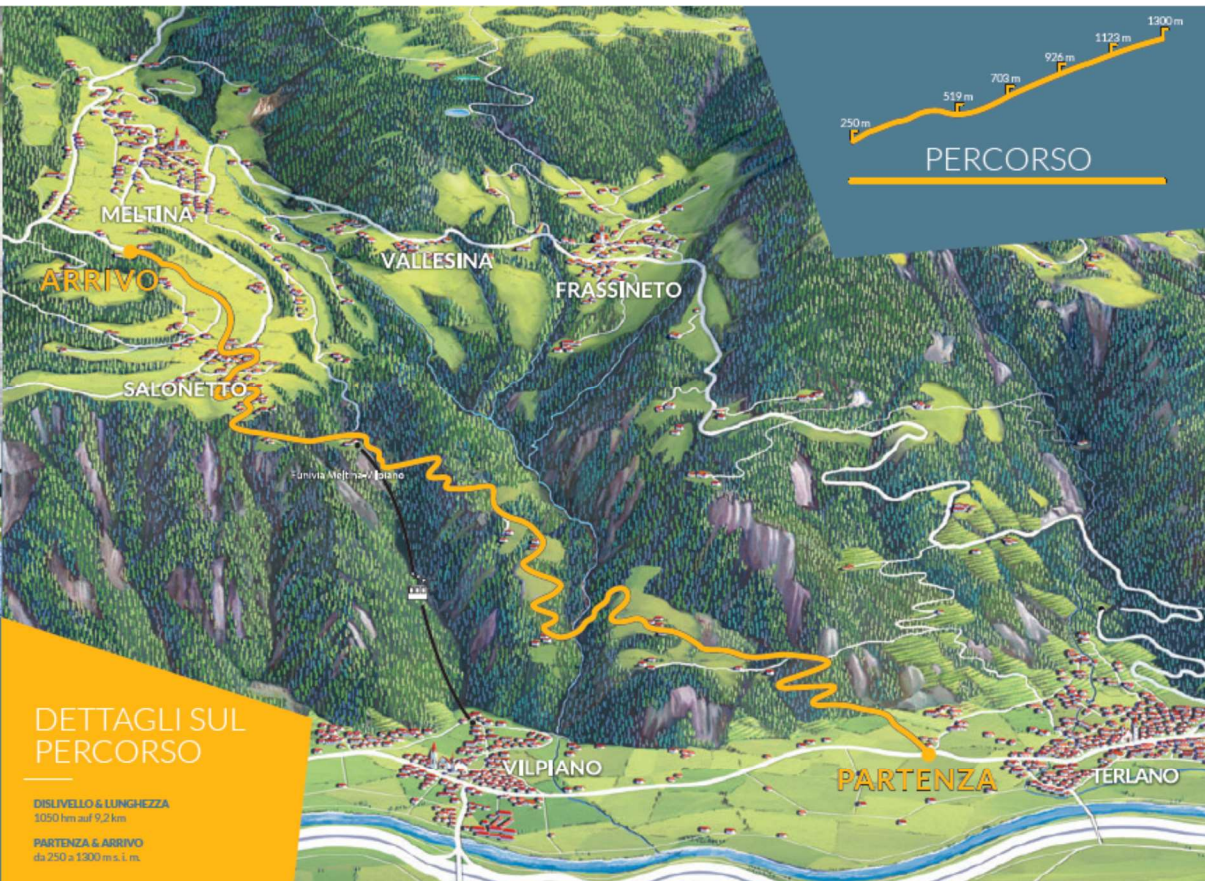 1300 m
1123 m
926 m
703 m
519 m
250 m
PERCORSO
MELTINA
ARRIVO
VALLESINA
FRASSINETO
SALONETTO
Funivia Meltina-Vilpiano
DETTAGLI SUL
PERCORSO
DISLIVELLO & LUNGHEZZA
1050 hm auf 9,2 km
PARTENZA & ARRIVO
da 250 a 1300 m s. i. m.
VILPIANO
PARTENZA
TERLANO